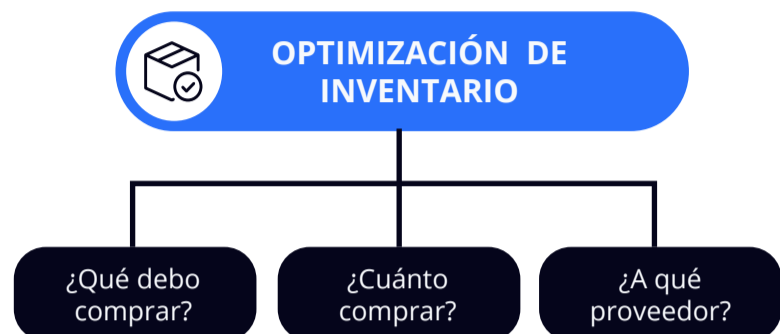 OPTIMIZACIÓN DE
INVENTARIO
¿Qué debo
comprar?
¿Cuánto
comprar?
¿A qué
proveedor?